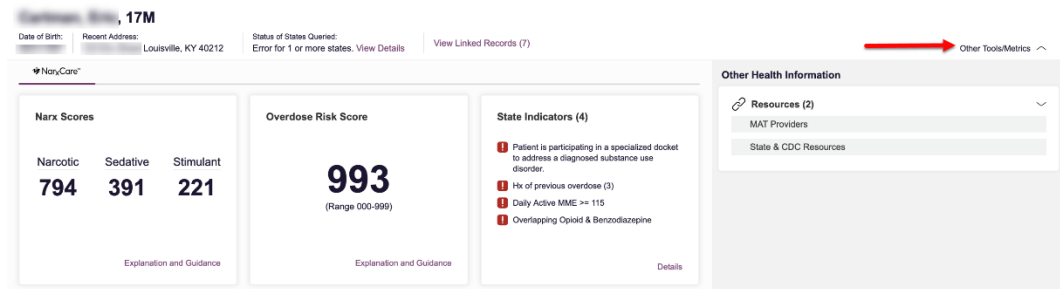 , 17M
Date of Birth:
Recent Address:
Louisville, KY 40212
Status of States Queried:
Error for 1 or more states. View Details
View Linked Records (7)
Other Tools/Metrics
NarxCare™
Narx Scores
Narcotic Sedative Stimulant
794 391 221
Explanation and Guidance
Overdose Risk Score
993
(Range 000-999)
Explanation and Guidance
State Indicators (4)
Patient is participating in a specialized docket
to address a diagnosed substance use
disorder.
Hx of previous overdose (3)
Daily Active MME >= 115
Overlapping Opioid & Benzodiazepine
Details
Other Health Information
Resources (2)
MAT Providers
State & CDC Resources